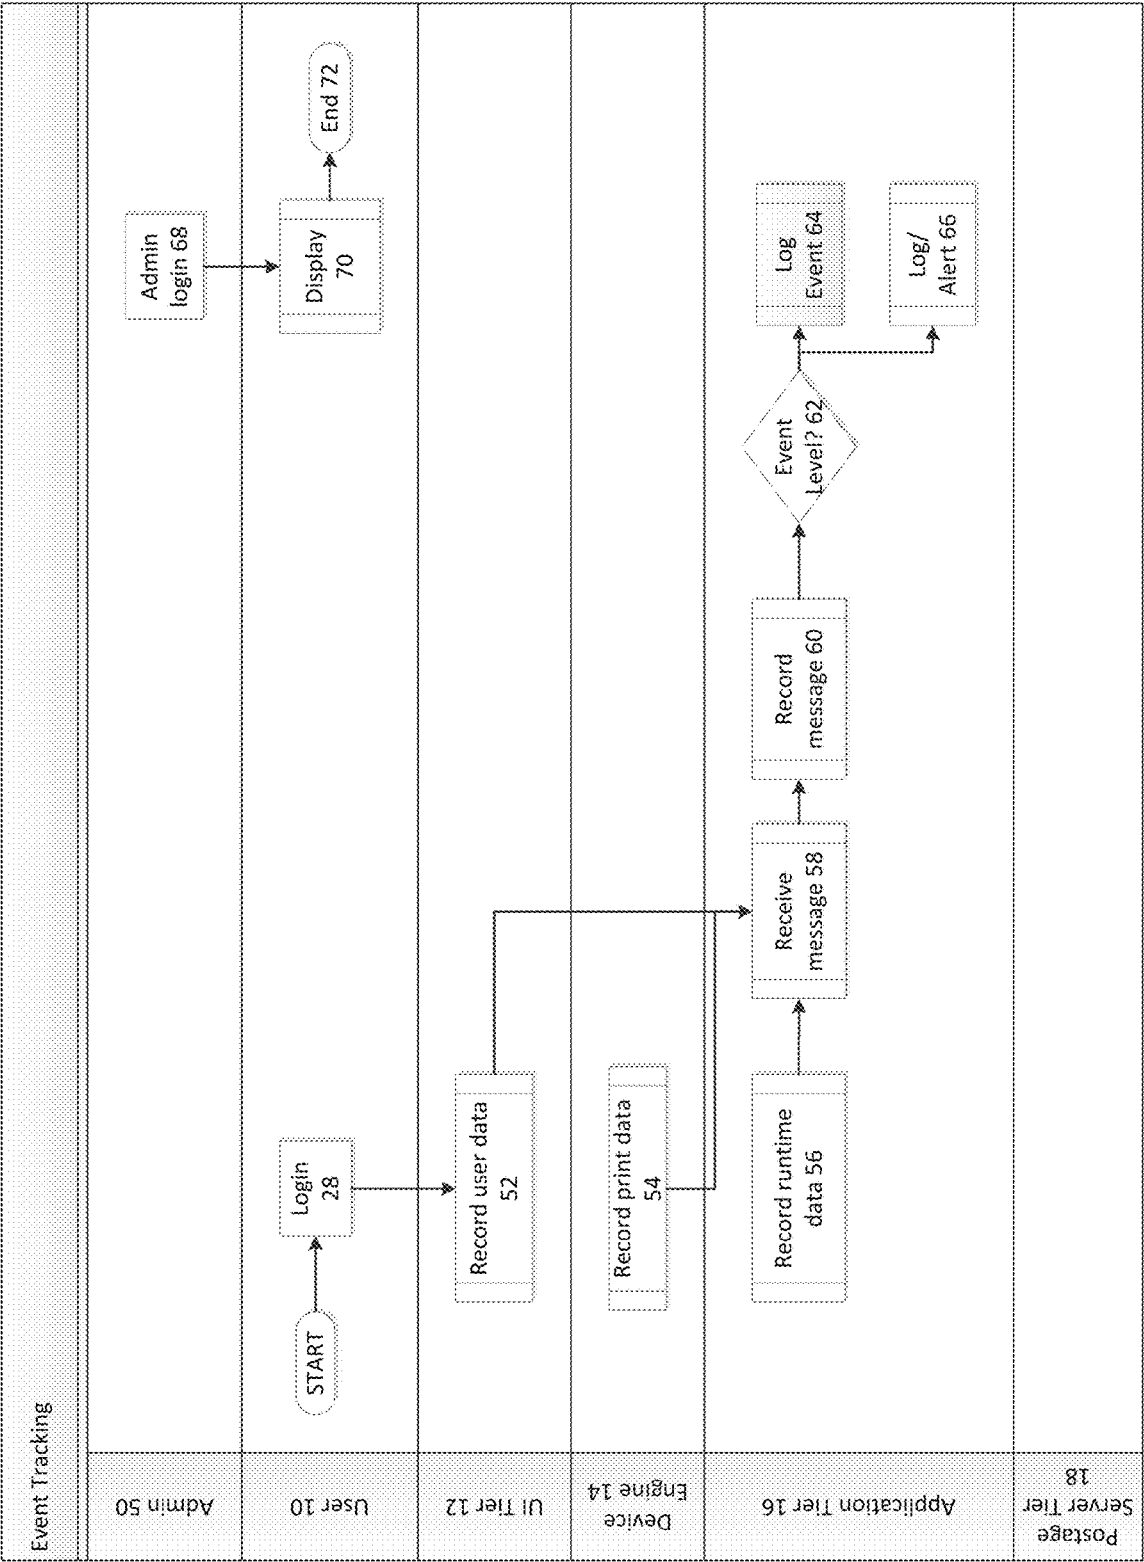 Event Tracking
Admin 50
Admin
login 68
User 10
START
Login
28
Display
70
End 72
UI Tier 12
Record user data
52
Device
Engine 14
Record print data
54
Application Tier 16
Record runtime
data 56
Receive
message 58
Record
message 60
Event
Level? 62
Log
Event 64
Log/
Alert 66
Postage
Server Tier
18